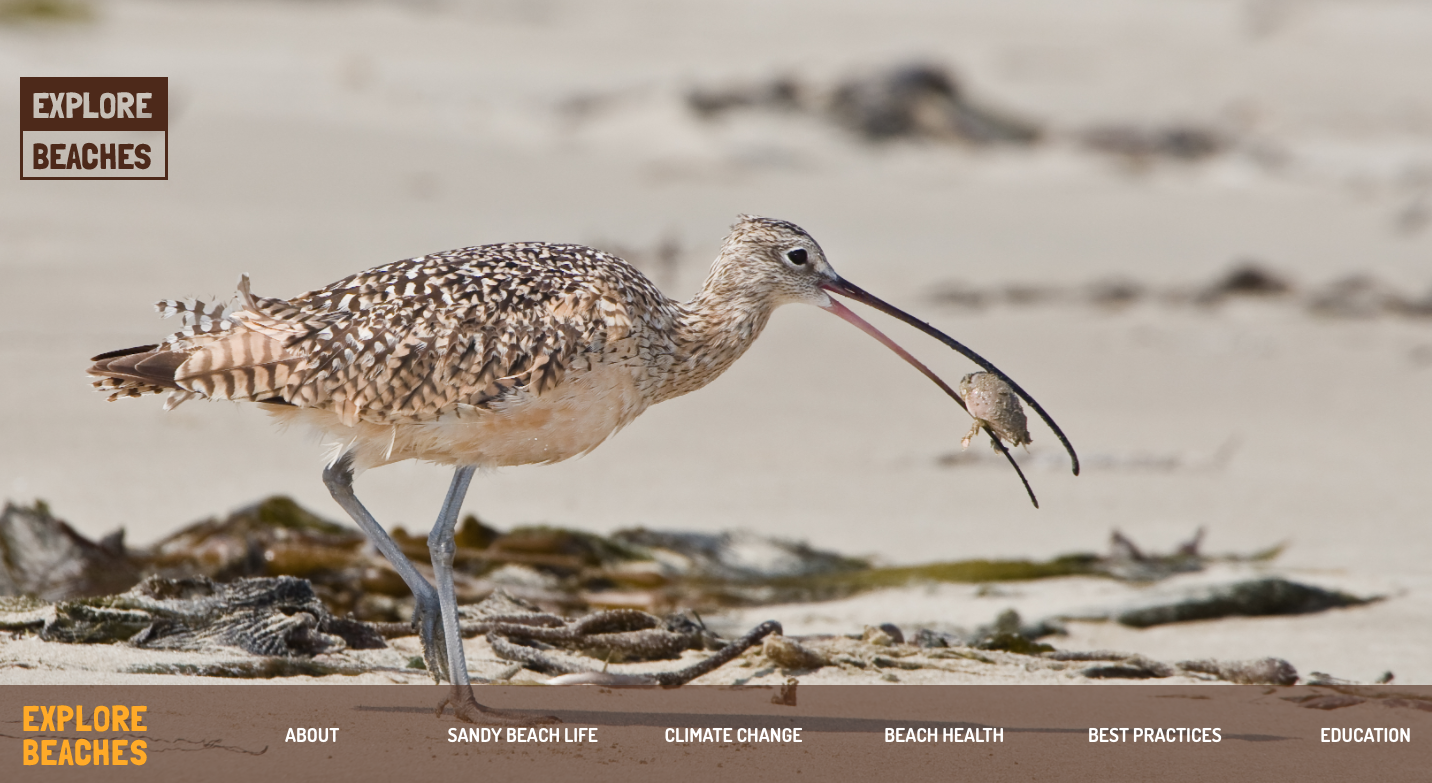 EXPLORE
BEACHES
EXPLORE
BEACHES
ABOUT
SANDY BEACH LIFE
CLIMATE CHANGE
BEACH HEALTH
BEST PRACTICES
EDUCATION